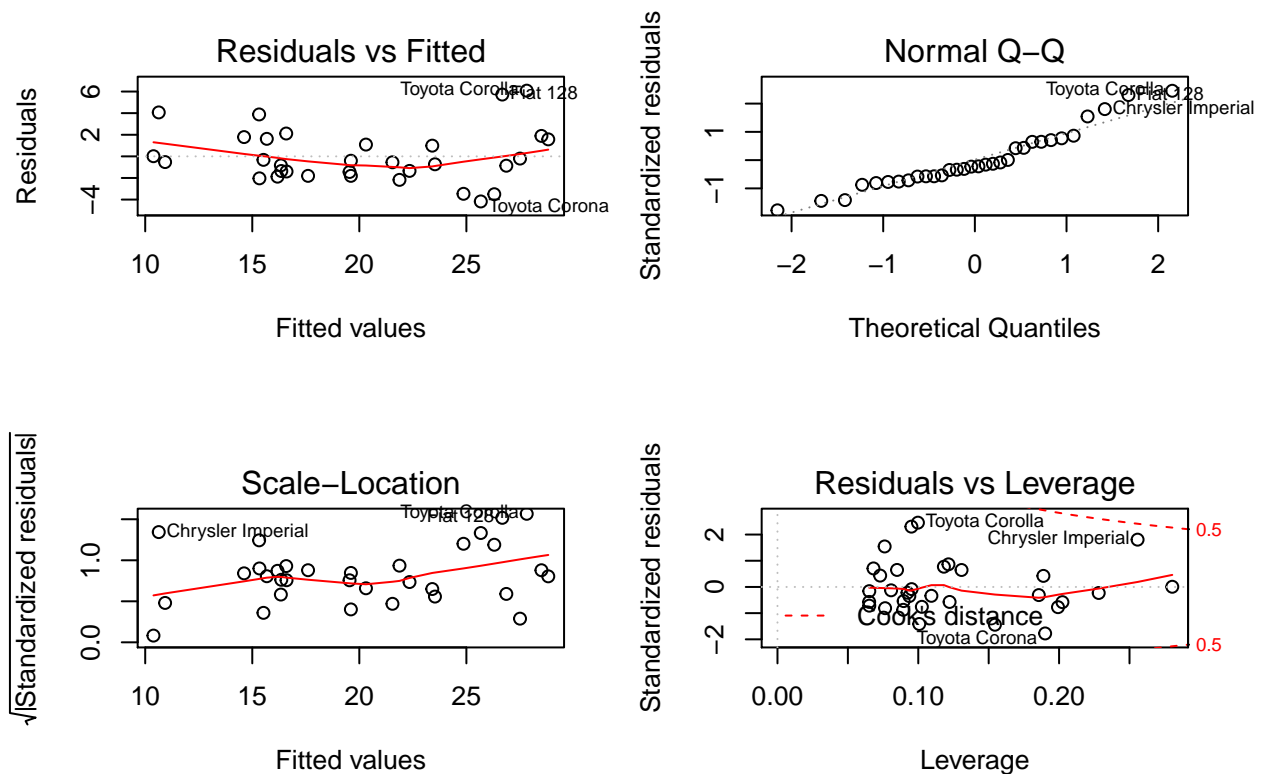 Residuals vs Fitted
Residuals
6
2
−4
Toyota Corolla
Fiat 128
Toyota Corona
10
15
20
25
Fitted values
Normal Q−Q
Standardized residuals
1
−1
Toyota Corolla
Fiat 128
Chrysler Imperial
−2
−1
0
1
2
Theoretical Quantiles
Scale−Location
√|Standardized residuals|
1.0
0.0
Toyota Corolla
Fiat 128
Chrysler Imperial
10
15
20
25
Fitted values
Residuals vs Leverage
Standardized residuals
2
0
−2
Toyota Corolla
Chrysler Imperial
0.5
Cook's distance
Toyota Corona
0.5
0.00
0.10
0.20
Leverage